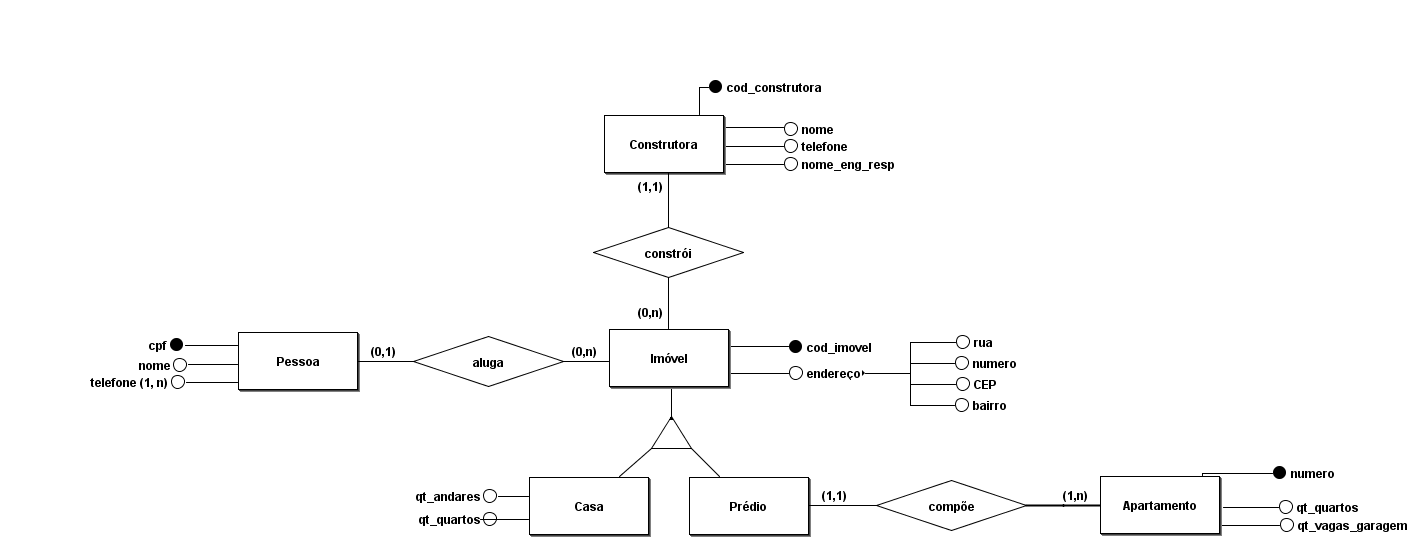 cod_construtora
Construtora
nome
telefone
nome_eng_resp
(1,1)
constrói
(0,n)
cpf
nome
telefone (1, n)
Pessoa
(0,1)
aluga
(0,n)
Imóvel
cod_imovel
endereço
rua
numero
CEP
bairro
qt_andares
qt_quartos
Casa
Prédio
(1,1)
compõe
(1,n)
Apartamento
numero
qt_quartos
qt_vagas_garagem